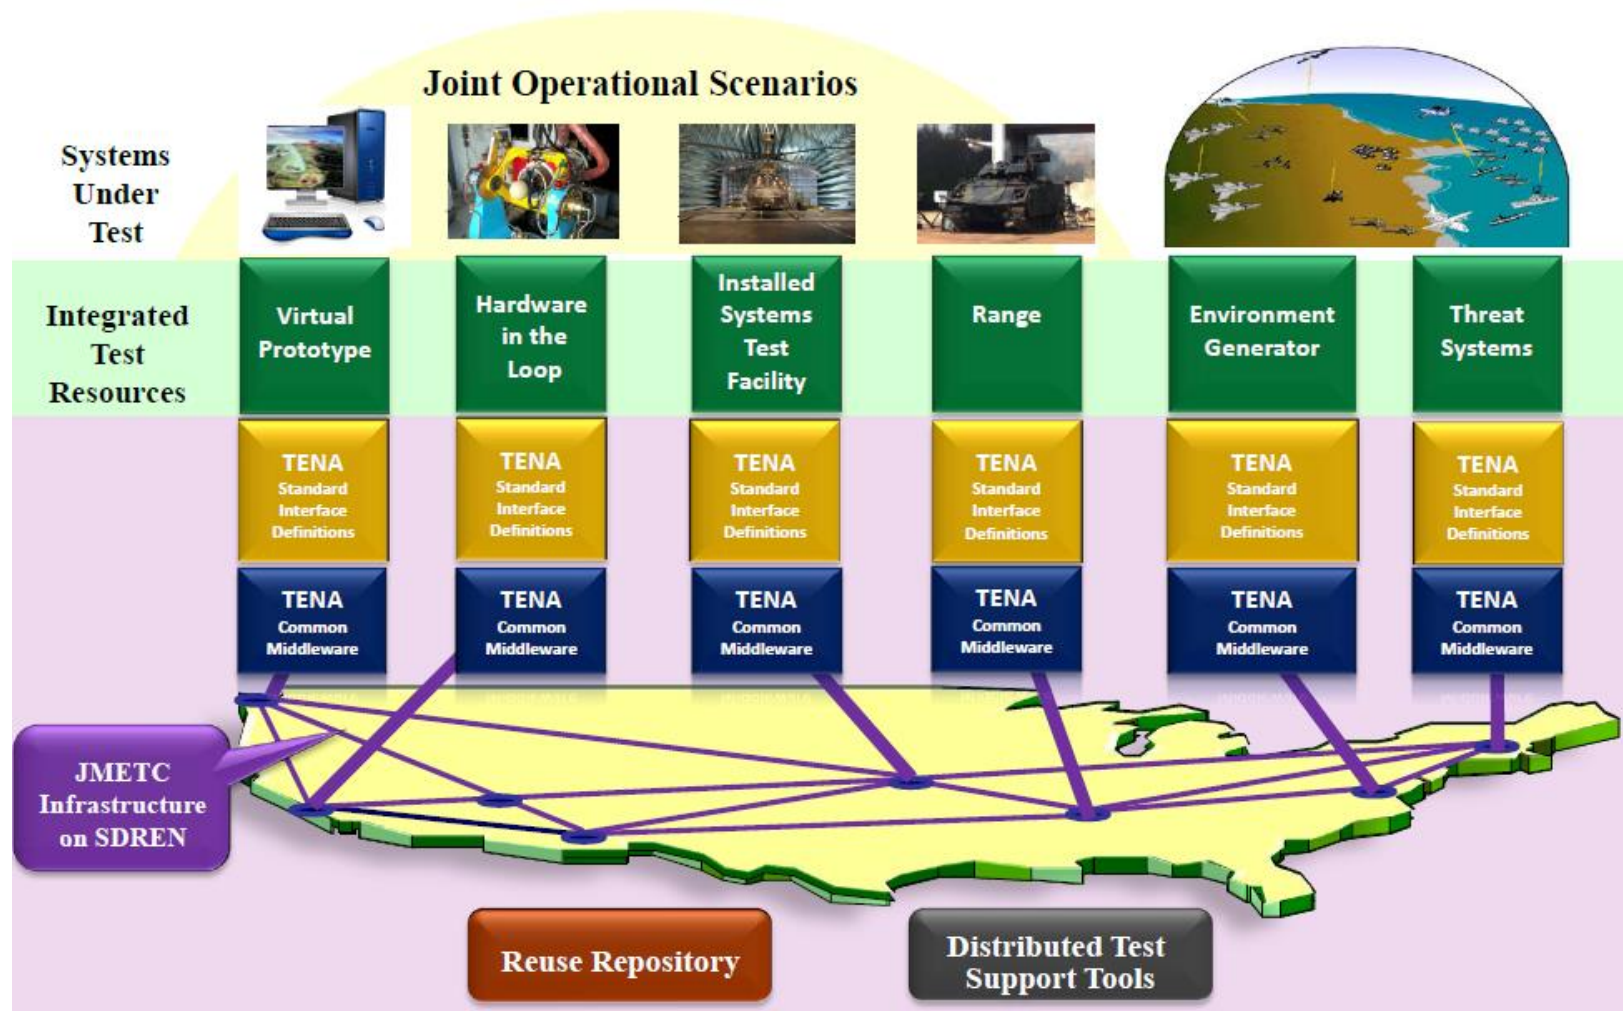 Joint Operational Scenarios
Systems
Under
Test
Integrated
Test
Resources
Virtual
Prototype
Hardware
in the
Loop
Installed
Systems
Test
Facility
Range
Environment
Generator
Threat
Systems
TENA
Standard
Interface
Definitions
TENA
Standard
Interface
Definitions
TENA
Standard
Interface
Definitions
TENA
Standard
Interface
Definitions
TENA
Standard
Interface
Definitions
TENA
Standard
Interface
Definitions
TENA
Common
Middleware
TENA
Common
Middleware
TENA
Common
Middleware
TENA
Common
Middleware
TENA
Common
Middleware
TENA
Common
Middleware
JMETC
Infrastructure
on SDREN
Reuse Repository
Distributed Test
Support Tools